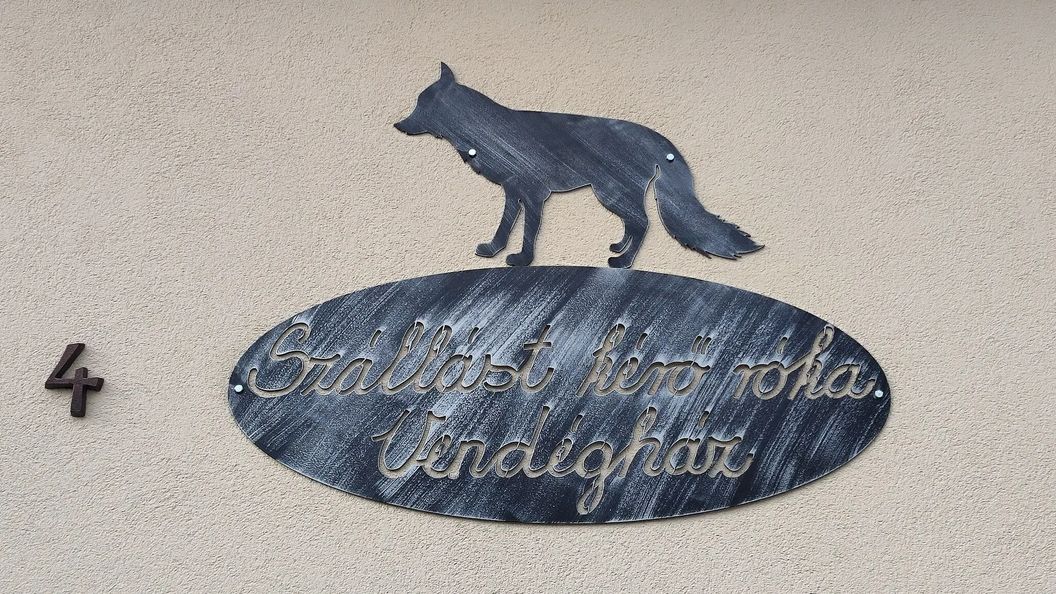 4
Szállást kérő róka
Vendégház